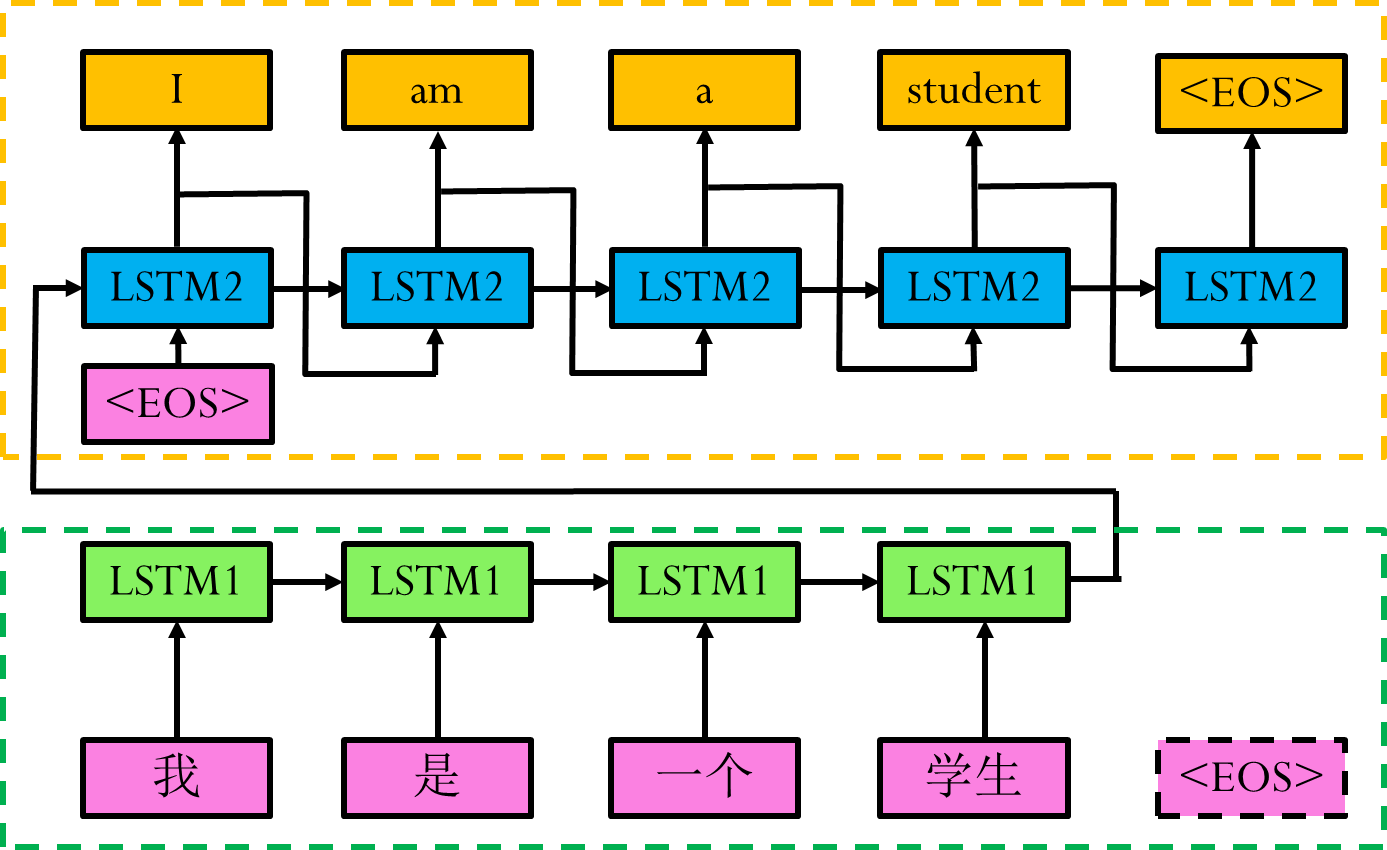 I am a student <EOS>
LSTM2 LSTM2 LSTM2 LSTM2 LSTM2
<EOS>
LSTM1 LSTM1 LSTM1 LSTM1
我 是 一个 学生 <EOS>